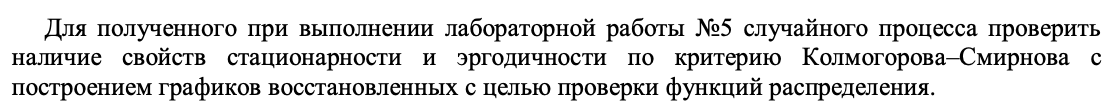 Для полученного при выполнении лабораторной работы №5 случайного процесса проверить
наличие свойств стационарности и эргодичности по критерию Колмогорова–Смирнова с
построением графиков восстановленных с целью проверки функций распределения.